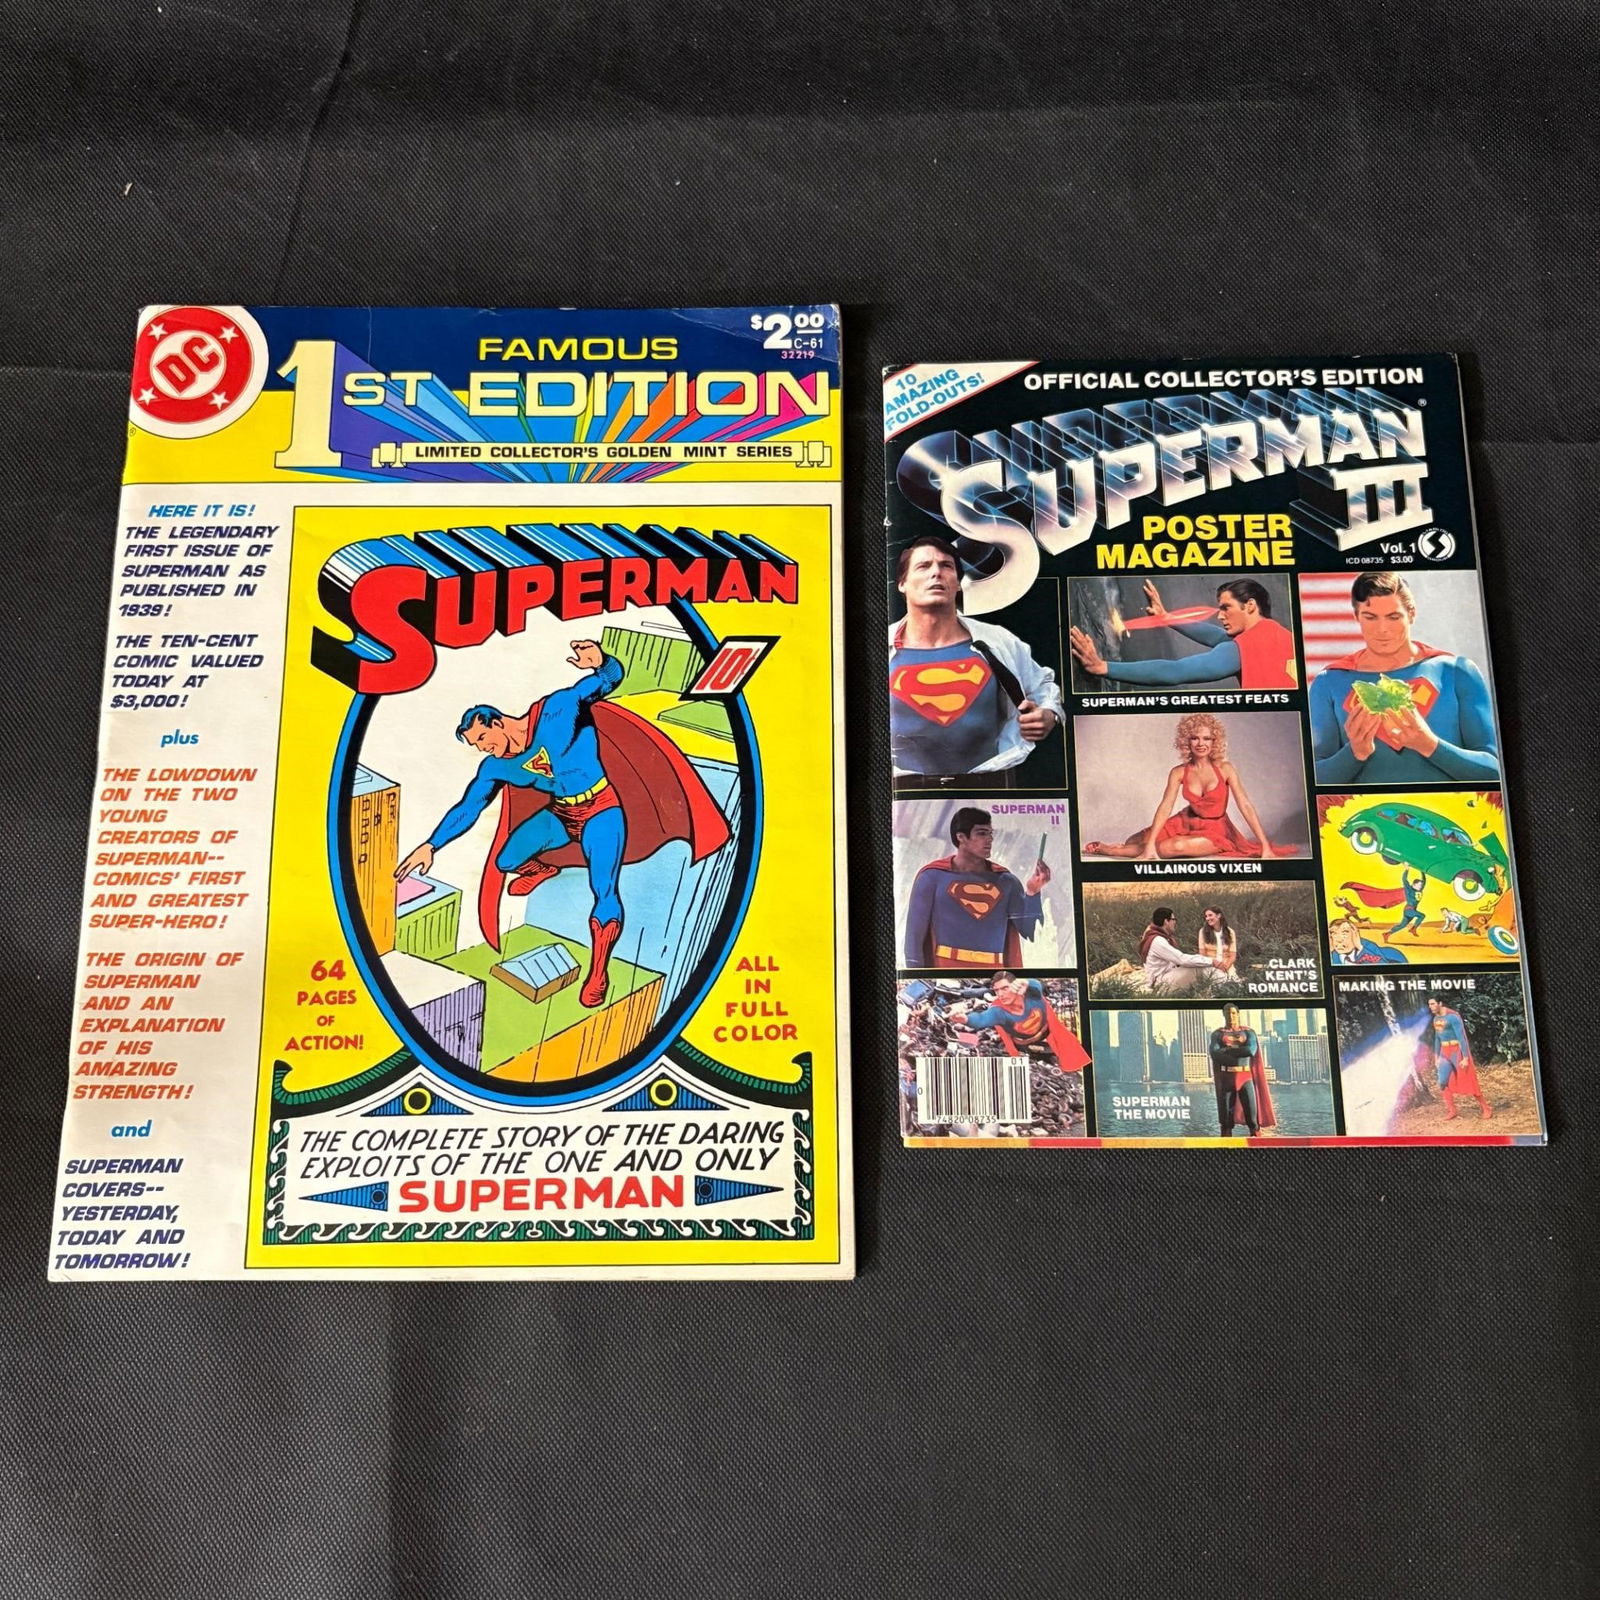 DC
®
FAMOUS
1ST EDITION
$2.00
C-61
32219
LIMITED COLLECTOR'S GOLDEN MINT SERIES
HERE IT IS!
THE LEGENDARY
FIRST ISSUE OF
SUPERMAN AS
PUBLISHED IN
1939!
THE TEN-CENT
COMIC VALUED
TODAY AT
$3,000!
plus
THE LOWDOWN
ON THE TWO
YOUNG
CREATORS OF
SUPERMAN--
COMICS' FIRST
AND GREATEST
SUPER-HERO!
THE ORIGIN OF
SUPERMAN
AND AN
EXPLANATION
OF HIS
AMAZING
STRENGTH!
and
SUPERMAN
COVERS--
YESTERDAY,
TODAY AND
TOMORROW!
SUPERMAN
10¢
S
64
PAGES
OF
ACTION!
ALL
IN
FULL
COLOR
THE COMPLETE STORY OF THE DARING
EXPLOITS OF THE ONE AND ONLY
SUPERMAN
10
AMAZING
FOLD-OUTS!
OFFICIAL COLLECTOR'S EDITION
SUPERMAN®
III
POSTER
MAGAZINE
Vol. 1
ICD 08735 $3.00
SUPERMAN'S GREATEST FEATS
SUPERMAN
II
VILLAINOUS VIXEN
CLARK
KENT'S
ROMANCE
MAKING THE MOVIE
SUPERMAN
THE MOVIE
01
0 74820 08735